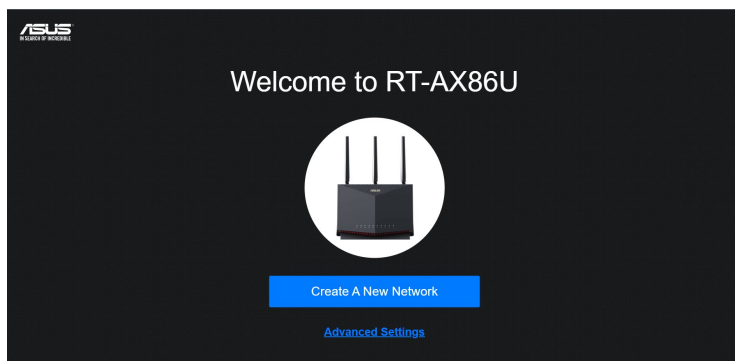 ASUS
IN SEARCH OF INCREDIBLE
Welcome to RT-AX86U
Create A New Network
Advanced Settings